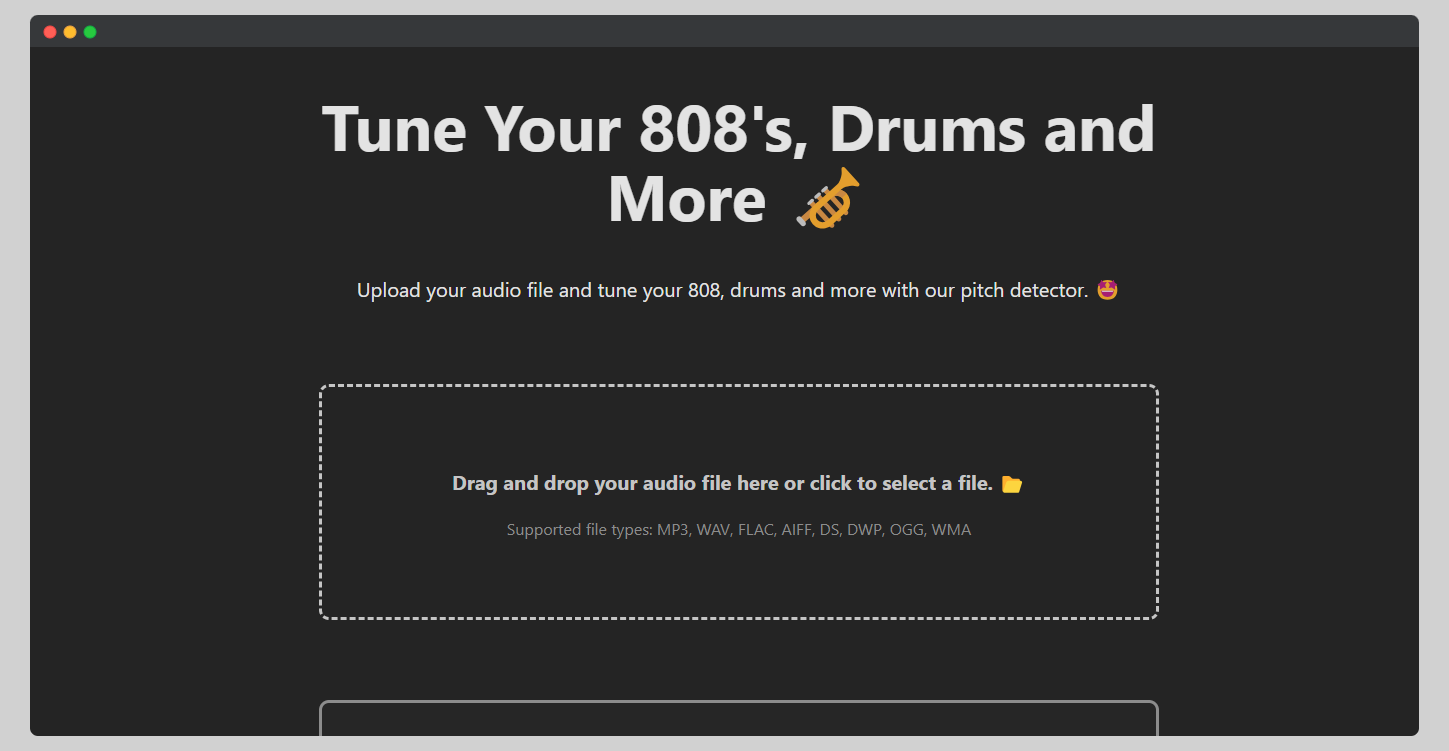 Tune Your 808's, Drums and
More 🎺
Upload your audio file and tune your 808, drums and more with our pitch detector. 🤩
Drag and drop your audio file here or click to select a file. 📂
Supported file types: MP3, WAV, FLAC, AIFF, DS, DWP, OGG, WMA